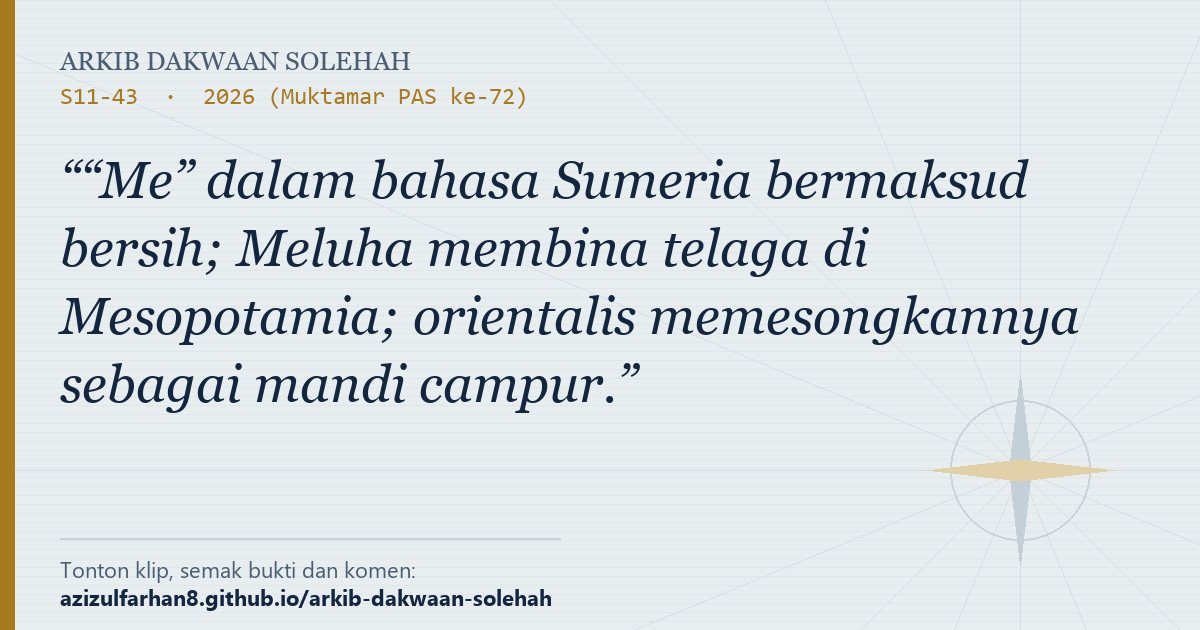 ARKIB DAKWAAN SOLEHAH
S11-43 · 2026 (Muktamar PAS ke-72)
““Me” dalam bahasa Sumeria bermaksud
bersih; Meluha membina telaga di
Mesopotamia; orientalis memesongkannya
sebagai mandi campur.”
Tonton klip, semak bukti dan komen:
azizulfarhan8.github.io/arkib-dakwaan-solehah